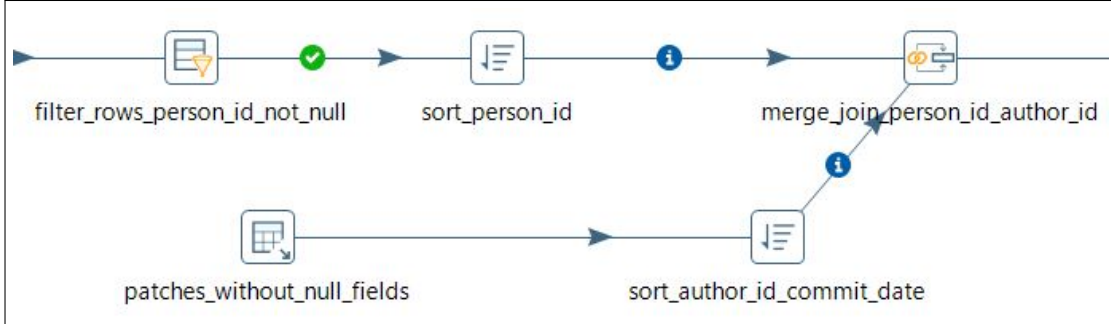 filter_rows_person_id_not_null
sort_person_id
merge_join_person_id_author_id
patches_without_null_fields
sort_author_id_commit_date